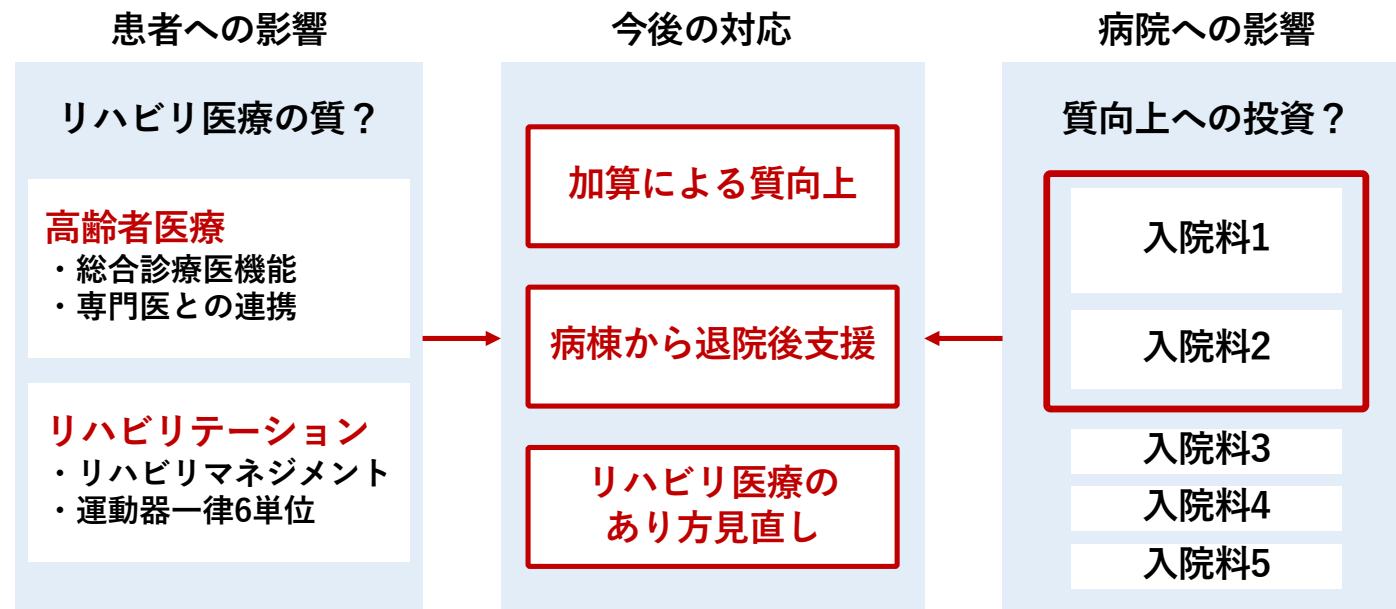 患者への影響
リハビリ医療の質？
高齢者医療
・総合診療医機能
・専門医との連携
リハビリテーション
・リハビリマネジメント
・運動器一律6単位
今後の対応
加算による質向上
病棟から退院後支援
リハビリ医療の
あり方見直し
病院への影響
質向上への投資？
入院料1
入院料2
入院料3
入院料4
入院料5